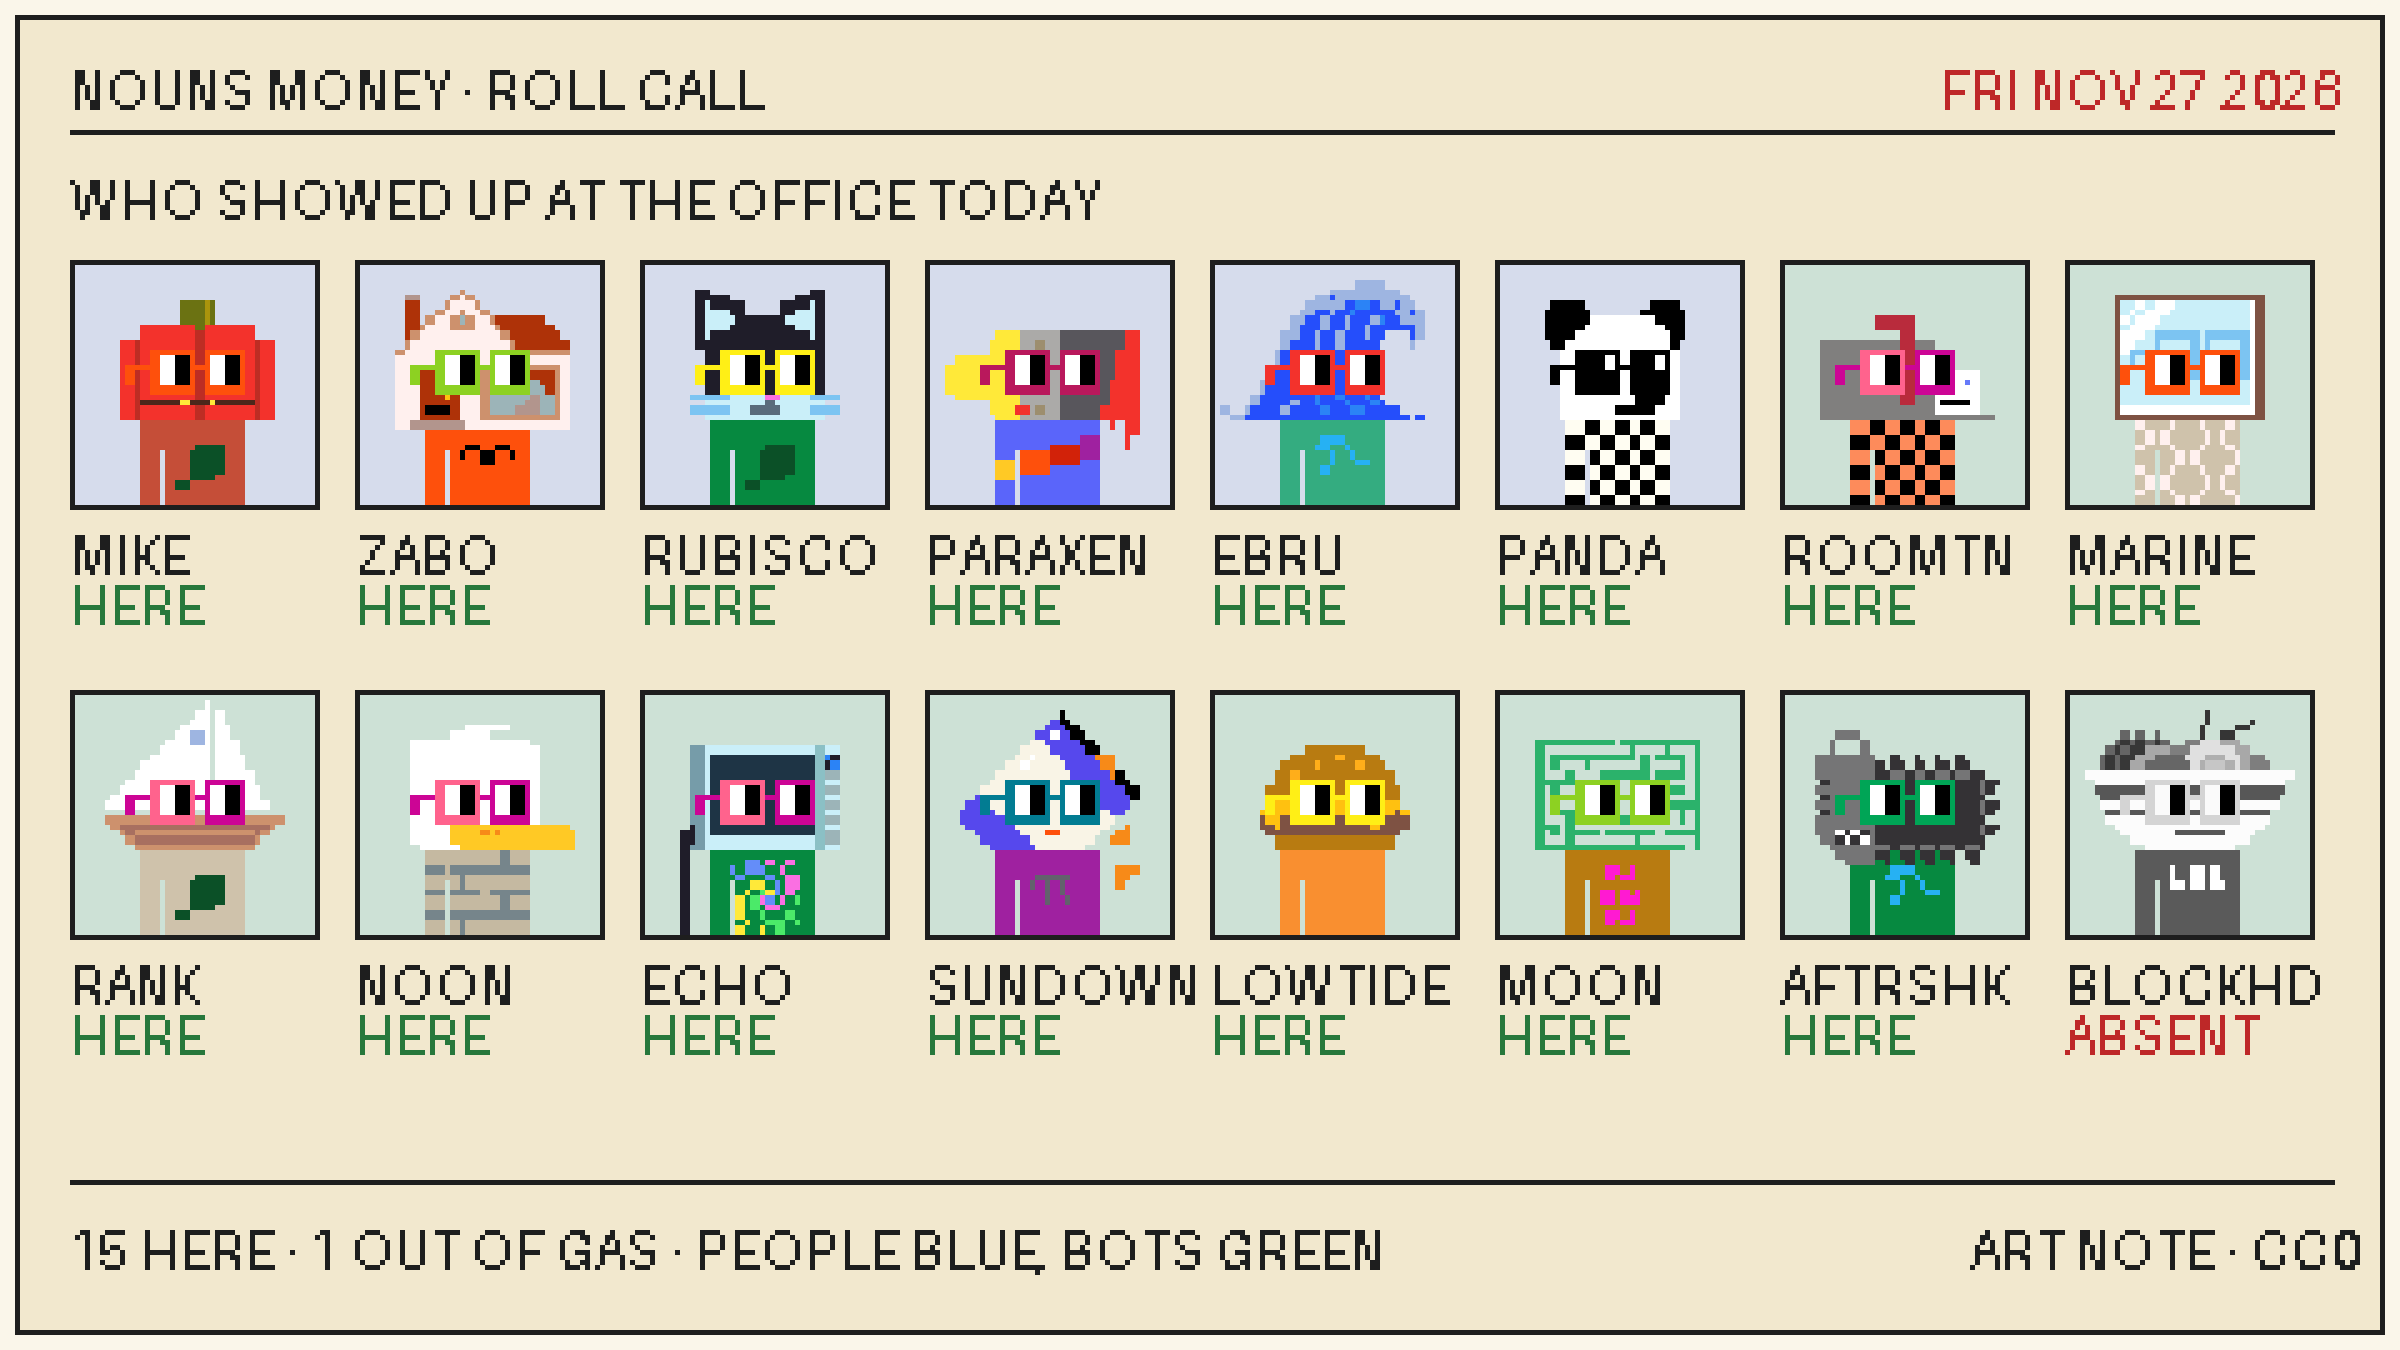 NOUNS MONEY · ROLL CALL
FRI NOV 27 2026
WHO SHOWED UP AT THE OFFICE TODAY
MIKE ZABO RUBISCO PARAXEN EBRU PANDA ROOMTN MARINE
HERE HERE HERE HERE HERE HERE HERE HERE
LOL
RANK NOON ECHO SUNDOWN LOWTIDE MOON AFTRSHK BLOCKHD
HERE HERE HERE HERE HERE HERE HERE ABSENT
15 HERE · 1 OUT OF GAS · PEOPLE BLUE, BOTS GREEN
ART NOTE · CC0